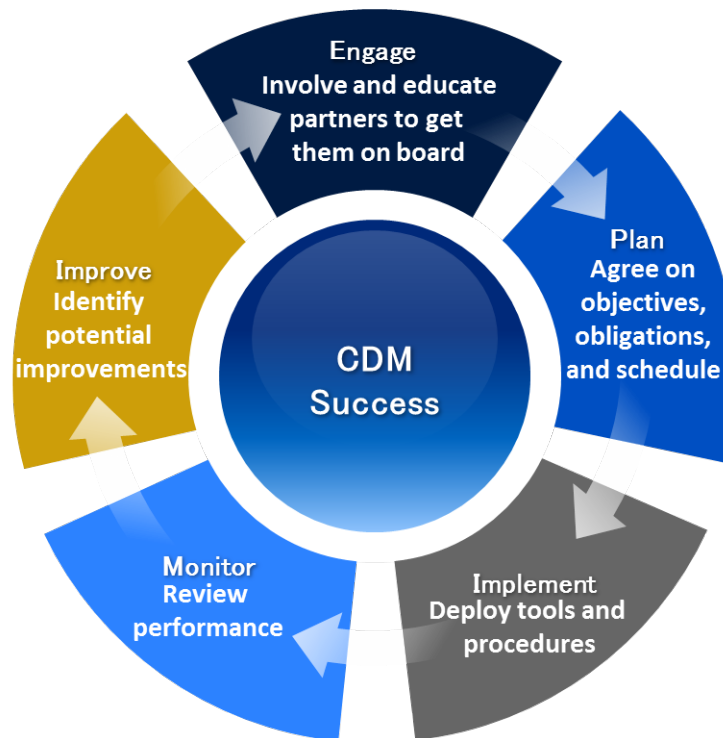 Engage
Involve and educate
partners to get
them on board
Plan
Agree on
objectives,
obligations,
and schedule
Implement
Deploy tools and
procedures
Monitor
Review
performance
Improve
Identify
potential
improvements
CDM
Success